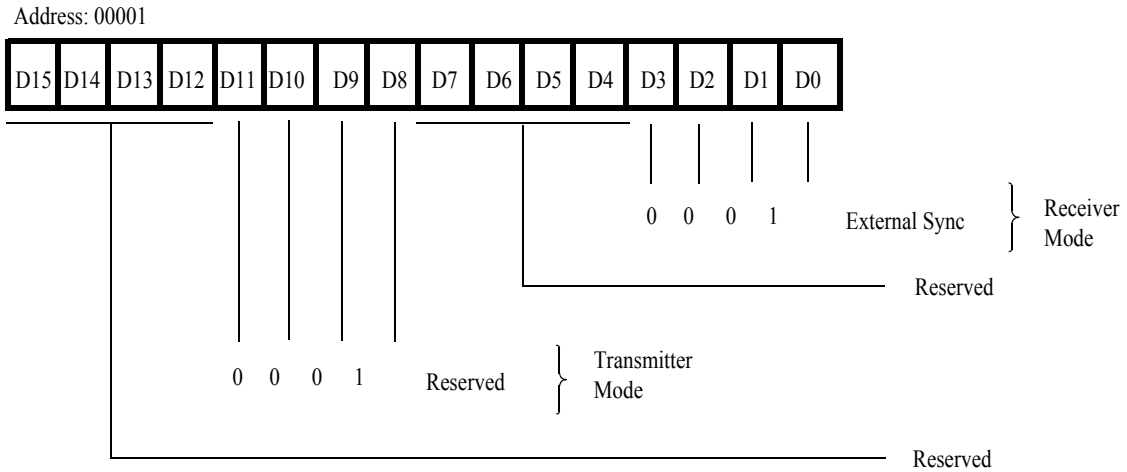 Address: 00001
D15 D14 D13 D12 D11 D10 D9 D8 D7 D6 D5 D4 D3 D2 D1 D0
0 0 0 1 External Sync Receiver
Mode
Reserved
0 0 0 1 Reserved Transmitter
Mode
Reserved